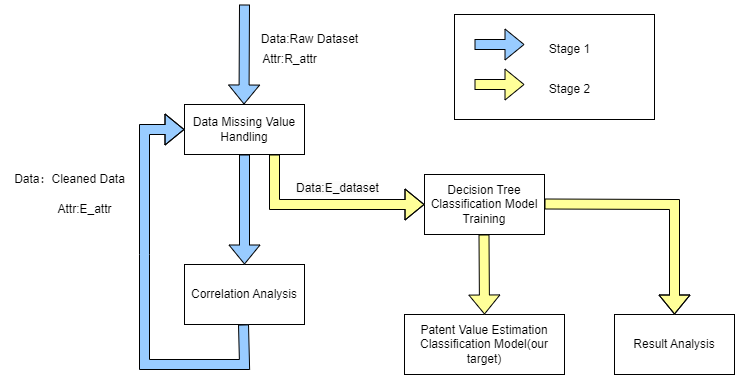 Data:Raw Dataset
Attr:R_attr
Stage 1
Stage 2
Data Missing Value
Handling
Data：Cleaned Data
Attr:E_attr
Data:E_dataset
Decision Tree
Classification Model
Training
Correlation Analysis
Patent Value Estimation
Classification Model(our
target)
Result Analysis